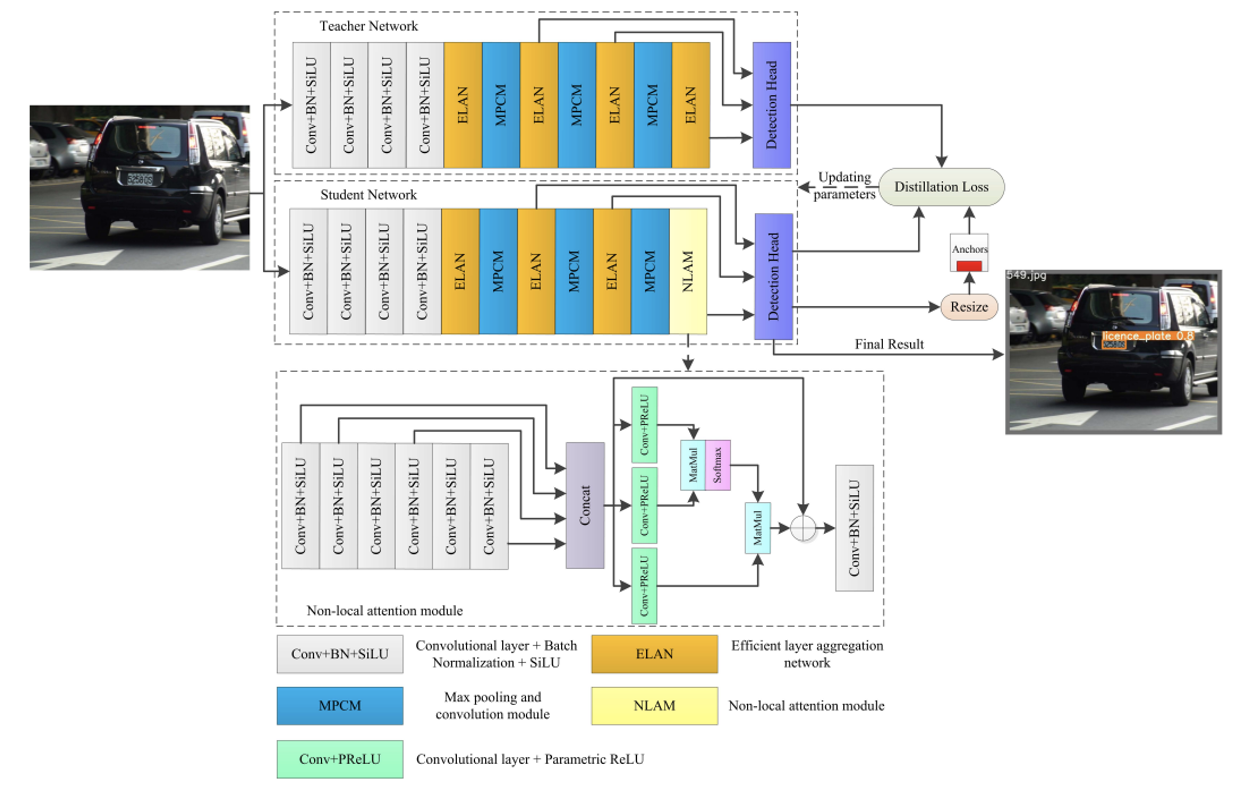 Teacher Network
Conv+BN+SiLU
Conv+BN+SiLU
Conv+BN+SiLU
Conv+BN+SiLU
ELAN
MPCM
ELAN
MPCM
ELAN
MPCM
ELAN
Detection Head
Updating
parameters
Distillation Loss
Student Network
Conv+BN+SiLU
Conv+BN+SiLU
Conv+BN+SiLU
Conv+BN+SiLU
ELAN
MPCM
ELAN
MPCM
ELAN
MPCM
NLAM
Detection Head
Anchors
Resize
Final Result
549.jpg
licence_plate 0.8
Conv+BN+SiLU
Conv+BN+SiLU
Conv+BN+SiLU
Conv+BN+SiLU
Conv+BN+SiLU
Conv+BN+SiLU
Concat
Conv+PReLU
Conv+PReLU
Conv+PReLU
MatMul
Softmax
MatMul
Conv+BN+SiLU
Non-local attention module
Conv+BN+SiLU
Convolutional layer + Batch
Normalization + SiLU
ELAN
Efficient layer aggregation
network
MPCM
Max pooling and
convolution module
NLAM
Non-local attention module
Conv+PReLU
Convolutional layer + Parametric ReLU